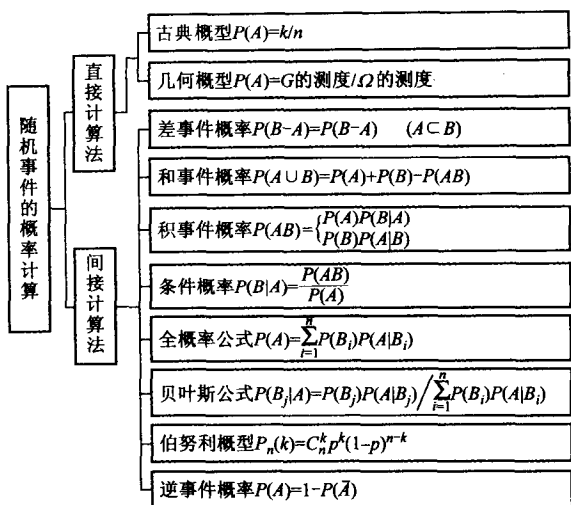 随机事件的概率计算
直接计算法
古典概型P(A)=k/n
几何概型P(A)=G的测度/Ω的测度
间接计算法
差事件概率P(B-A)=P(B-A) (A⊂B)
和事件概率P(A∪B)=P(A)+P(B)-P(AB)
积事件概率P(AB)={P(A)P(B|A)
P(B)P(A|B)
条件概率P(B|A)=P(AB)/P(A)
全概率公式P(A)=∑_{i=1}^{n}P(B_i)P(A|B_i)
贝叶斯公式P(B_j|A)=P(B_j)P(A|B_j)/∑_{i=1}^{n}P(B_i)P(A|B_i)
伯努利概型P_n(k)=C_n^k p^k(1-p)^{n-k}
逆事件概率P(A)=1-P(Ā)